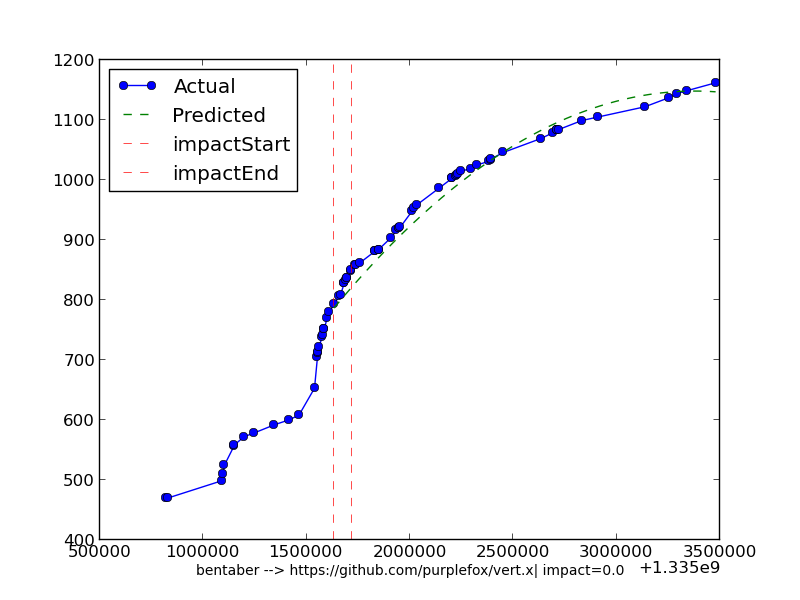 1200
1100
1000
900
800
700
600
500
400
Actual
Predicted
impactStart
impactEnd
500000 1000000 1500000 2000000 2500000 3000000 3500000
+1.335e9
bentaber --> https://github.com/purplefox/vert.x| impact=0.0